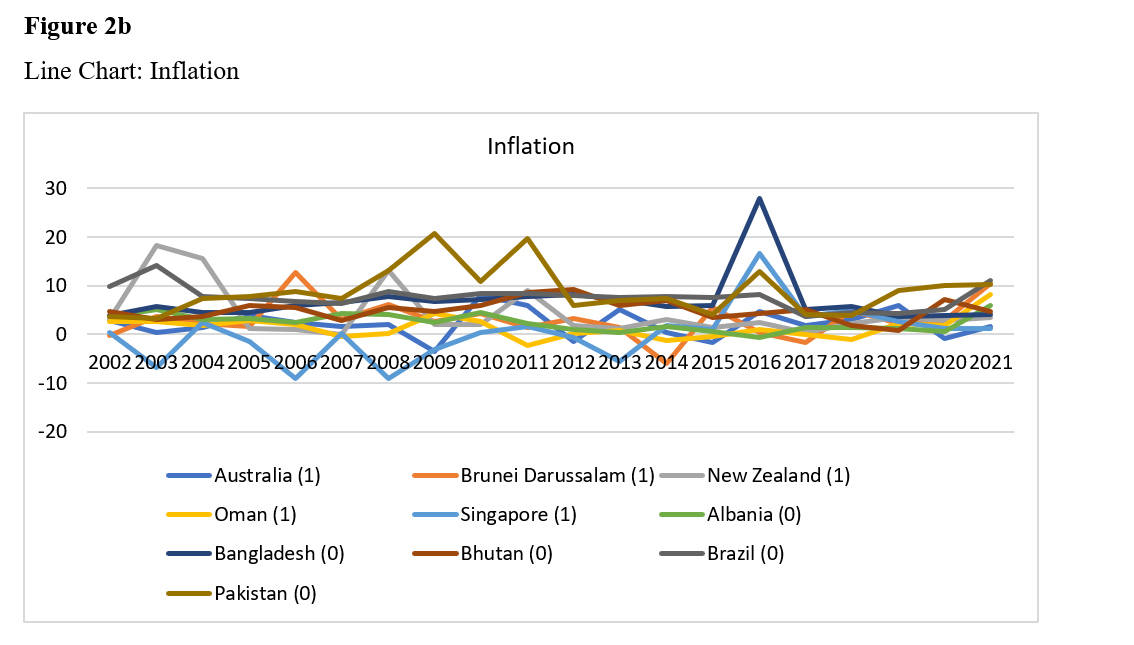 Figure 2b
Line Chart: Inflation
Inflation
30
20
10
0
2002 2003 2004 2005 2006 2007 2008 2009 2010 2011 2012 2013 2014 2015 2016 2017 2018 2019 2020 2021
-10
-20
Australia (1) Brunei Darussalam (1) New Zealand (1)
Oman (1) Singapore (1) Albania (0)
Bangladesh (0) Bhutan (0) Brazil (0)
Pakistan (0)